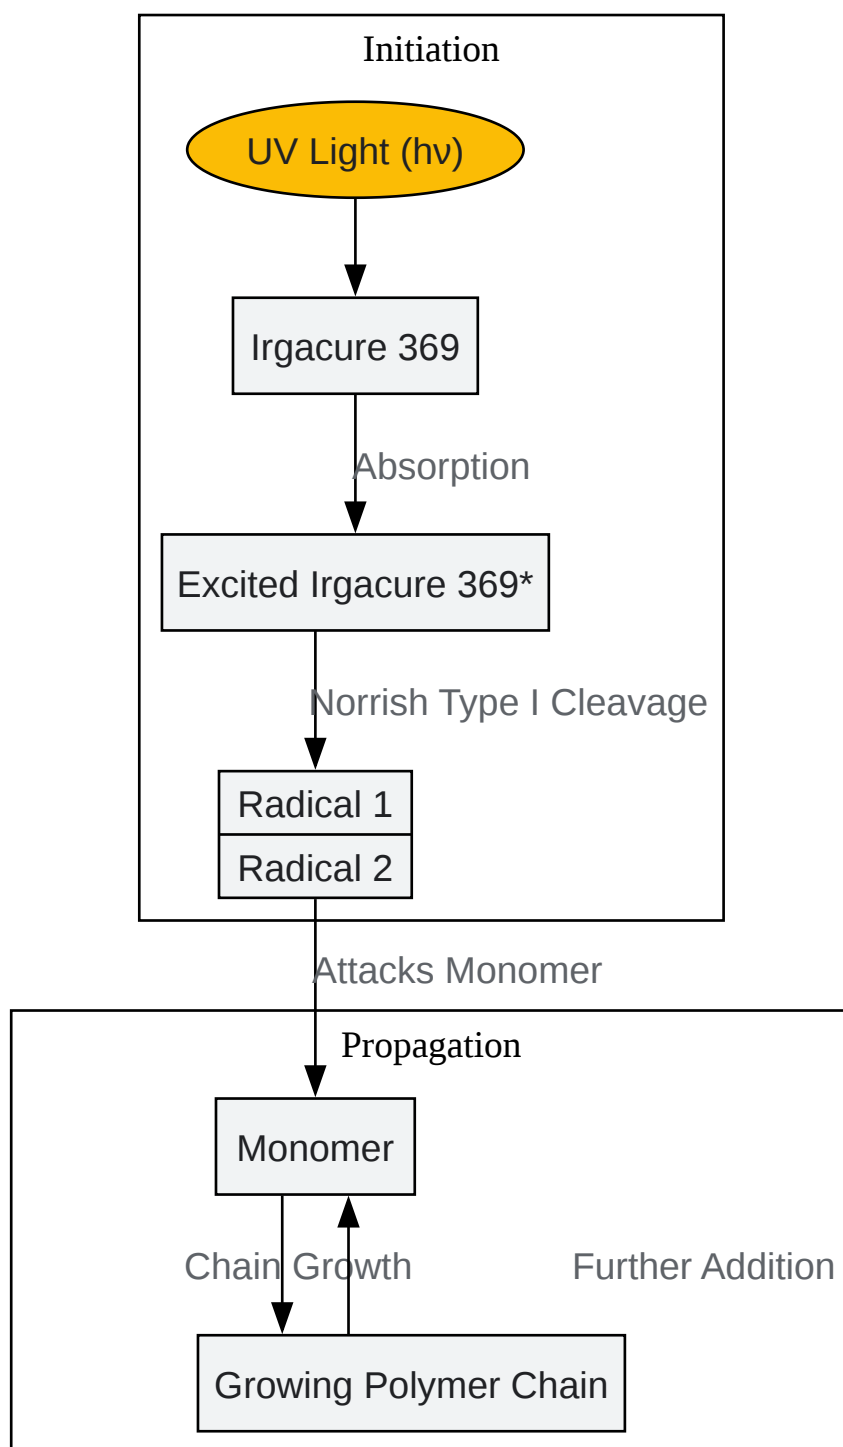 Initiation
UV Light (hν)
Irgacure 369
Absorption
Excited Irgacure 369*
Norrish Type I Cleavage
Radical 1
Radical 2
Attacks Monomer
Propagation
Monomer
Chain Growth
Further Addition
Growing Polymer Chain